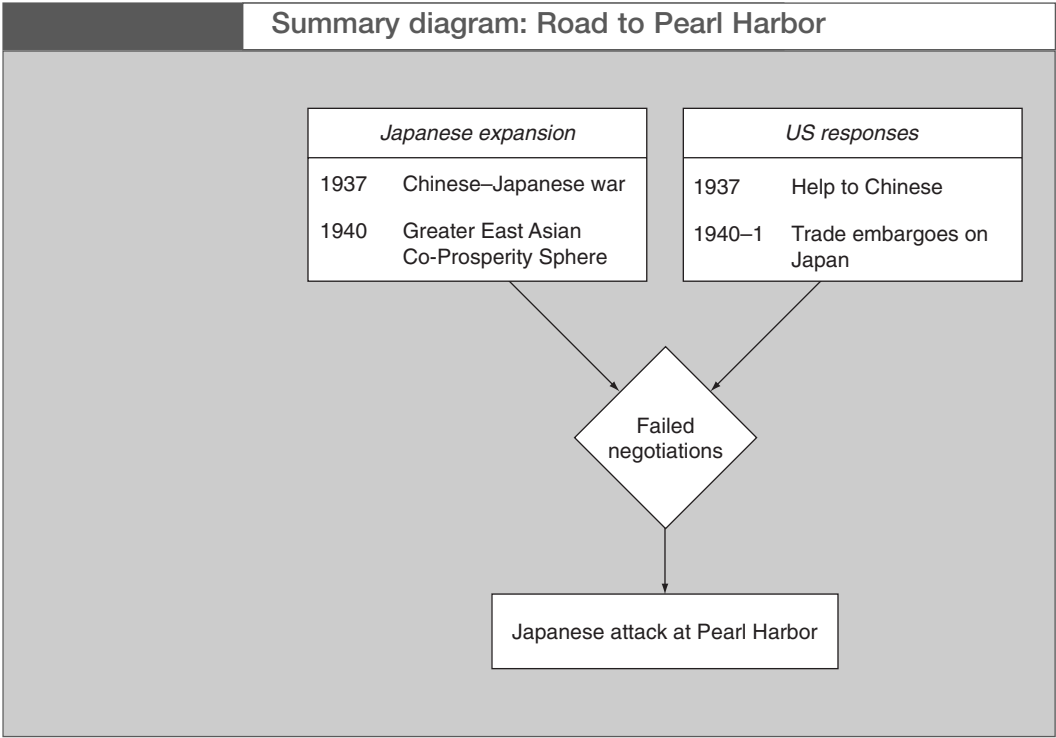 Summary diagram: Road to Pearl Harbor
Japanese expansion
1937 Chinese–Japanese war
1940 Greater East Asian
Co-Prosperity Sphere
US responses
1937 Help to Chinese
1940–1 Trade embargoes on
Japan
Failed
negotiations
Japanese attack at Pearl Harbor